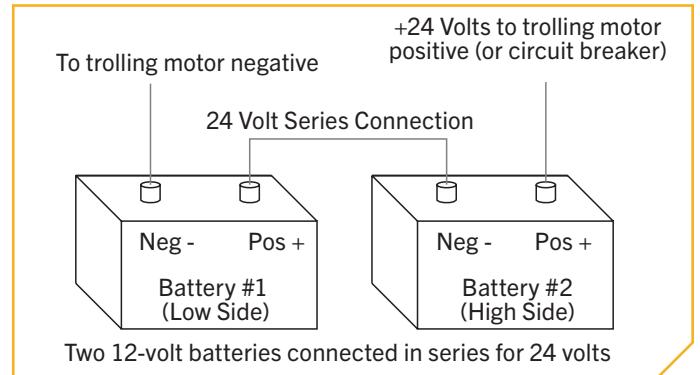 +24 Volts to trolling motor
positive (or circuit breaker)
To trolling motor negative
24 Volt Series Connection
Neg - Pos +
Battery #1
(Low Side)
Neg - Pos +
Battery #2
(High Side)
Two 12-volt batteries connected in series for 24 volts